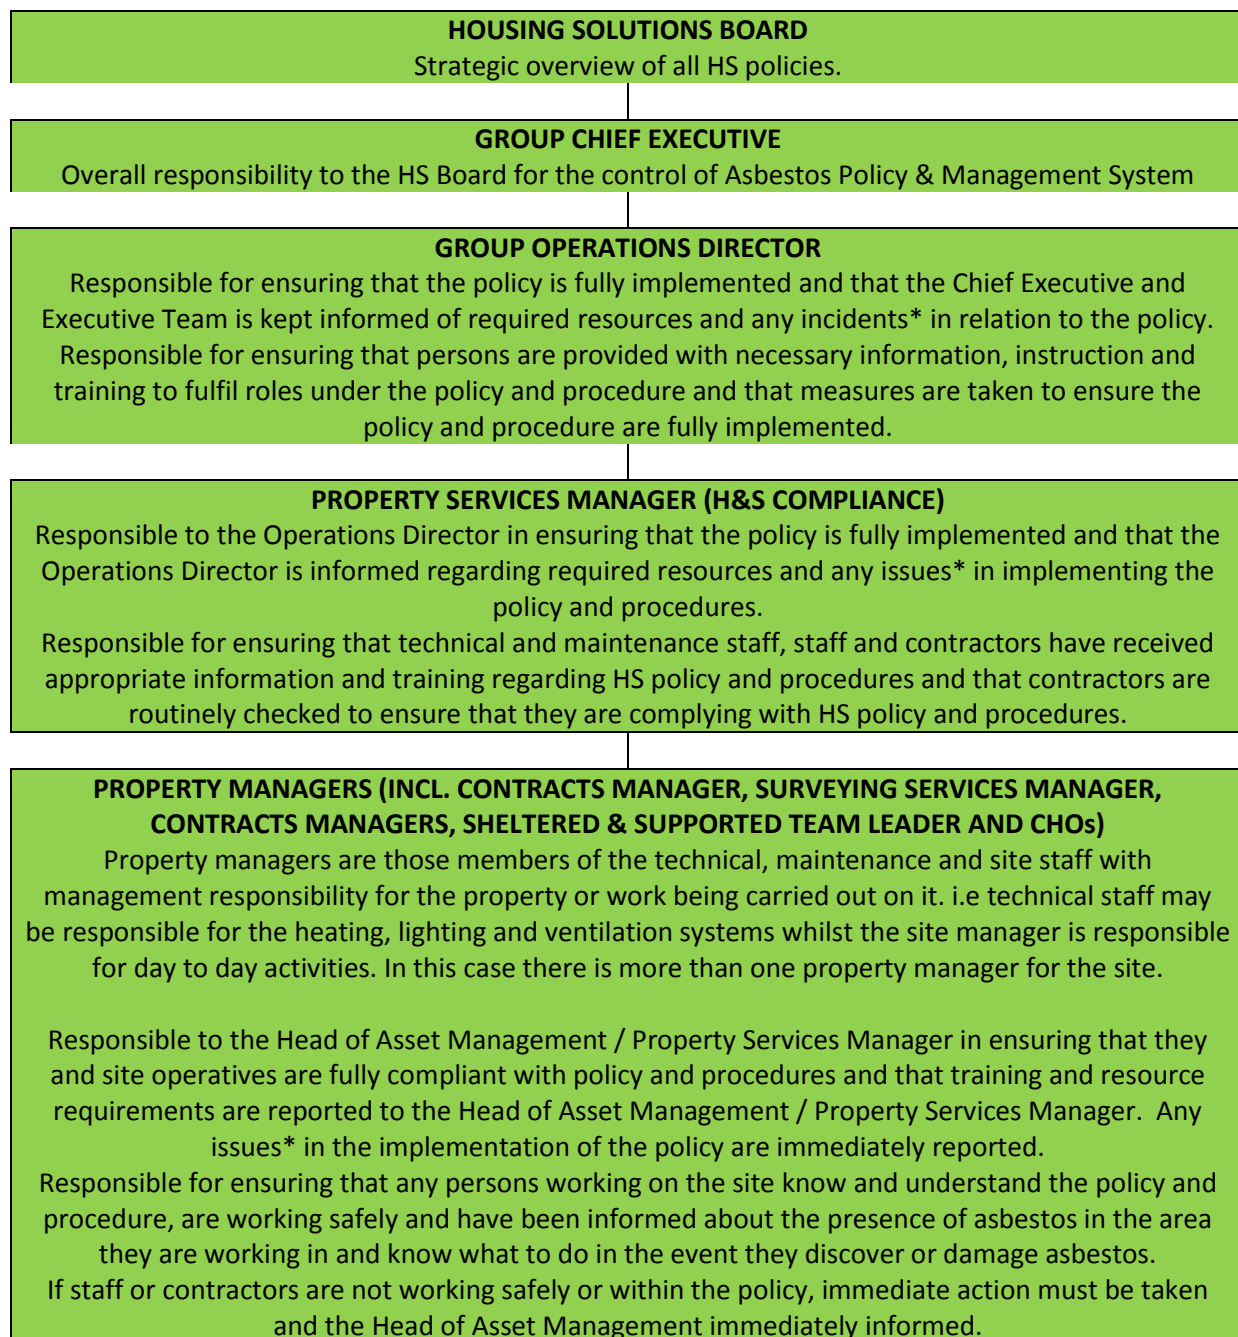 HOUSING SOLUTIONS BOARD
Strategic overview of all HS policies.
GROUP CHIEF EXECUTIVE
Overall responsibility to the HS Board for the control of Asbestos Policy & Management System
GROUP OPERATIONS DIRECTOR
Responsible for ensuring that the policy is fully implemented and that the Chief Executive and
Executive Team is kept informed of required resources and any incidents* in relation to the policy.
Responsible for ensuring that persons are provided with necessary information, instruction and
training to fulfil roles under the policy and procedure and that measures are taken to ensure the
policy and procedure are fully implemented.
PROPERTY SERVICES MANAGER (H&S COMPLIANCE)
Responsible to the Operations Director in ensuring that the policy is fully implemented and that the
Operations Director is informed regarding required resources and any issues* in implementing the
policy and procedures.
Responsible for ensuring that technical and maintenance staff, staff and contractors have received
appropriate information and training regarding HS policy and procedures and that contractors are
routinely checked to ensure that they are complying with HS policy and procedures.
PROPERTY MANAGERS (INCL. CONTRACTS MANAGER, SURVEYING SERVICES MANAGER,
CONTRACTS MANAGERS, SHELTERED & SUPPORTED TEAM LEADER AND CHOs)
Property managers are those members of the technical, maintenance and site staff with
management responsibility for the property or work being carried out on it. i.e technical staff may
be responsible for the heating, lighting and ventilation systems whilst the site manager is responsible
for day to day activities. In this case there is more than one property manager for the site.
Responsible to the Head of Asset Management / Property Services Manager in ensuring that they
and site operatives are fully compliant with policy and procedures and that training and resource
requirements are reported to the Head of Asset Management / Property Services Manager. Any
issues* in the implementation of the policy are immediately reported.
Responsible for ensuring that any persons working on the site know and understand the policy and
procedure, are working safely and have been informed about the presence of asbestos in the area
they are working in and know what to do in the event they discover or damage asbestos.
If staff or contractors are not working safely or within the policy, immediate action must be taken
and the Head of Asset Management immediately informed.